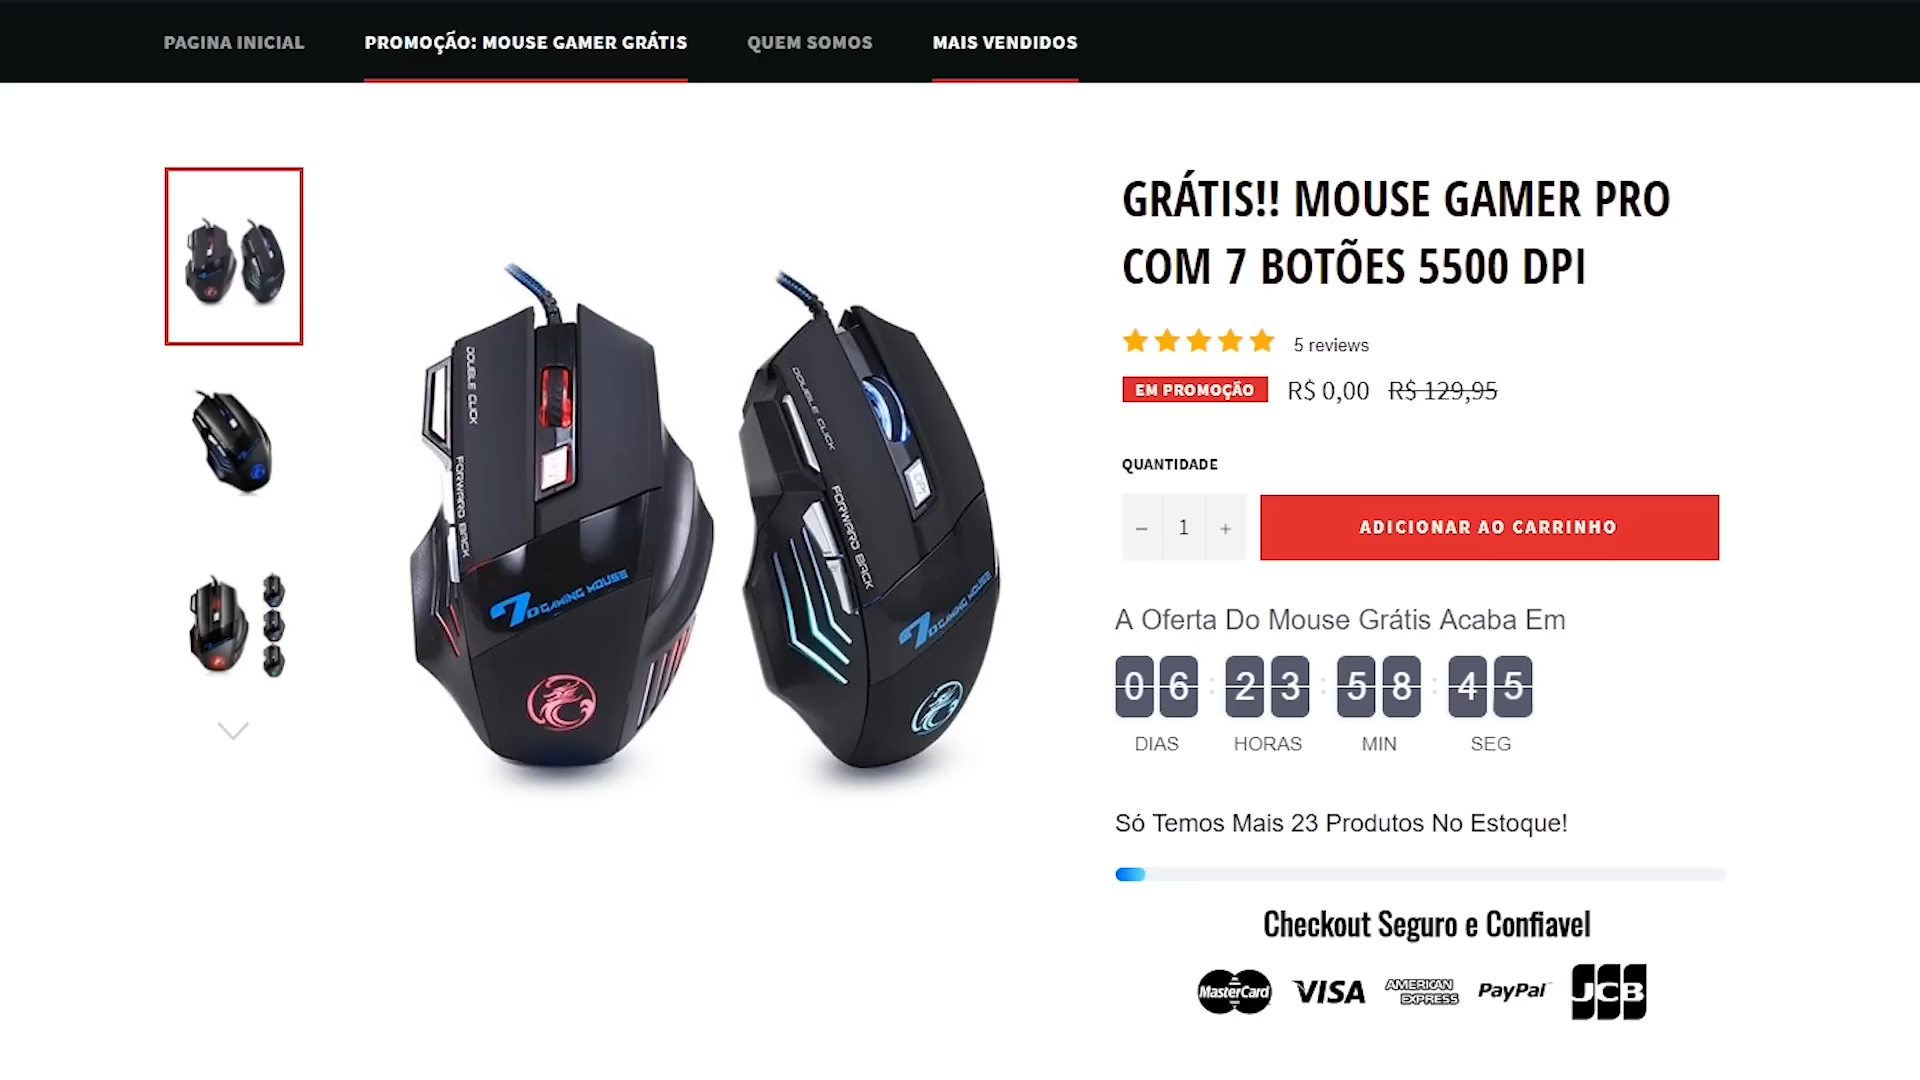 PAGINA INICIAL
PROMOÇÃO: MOUSE GAMER GRÁTIS
QUEM SOMOS
MAIS VENDIDOS
GRÁTIS!! MOUSE GAMER PRO
COM 7 BOTÕES 5500 DPI
5 reviews
EM PROMOÇÃO R$ 0,00 R$ 129,95
QUANTIDADE
− 1 +
ADICIONAR AO CARRINHO
A Oferta Do Mouse Grátis Acaba Em
06 : 23 : 58 : 45
DIAS HORAS MIN SEG
Só Temos Mais 23 Produtos No Estoque!
Checkout Seguro e Confiavel
MasterCard VISA AMERICAN EXPRESS PayPal JCB
DOUBLE CLICK
FORWARD BACK
7D GAMING MOUSE
DOUBLE CLICK
DPI
FORWARD BACK
7D GAMING MOUSE